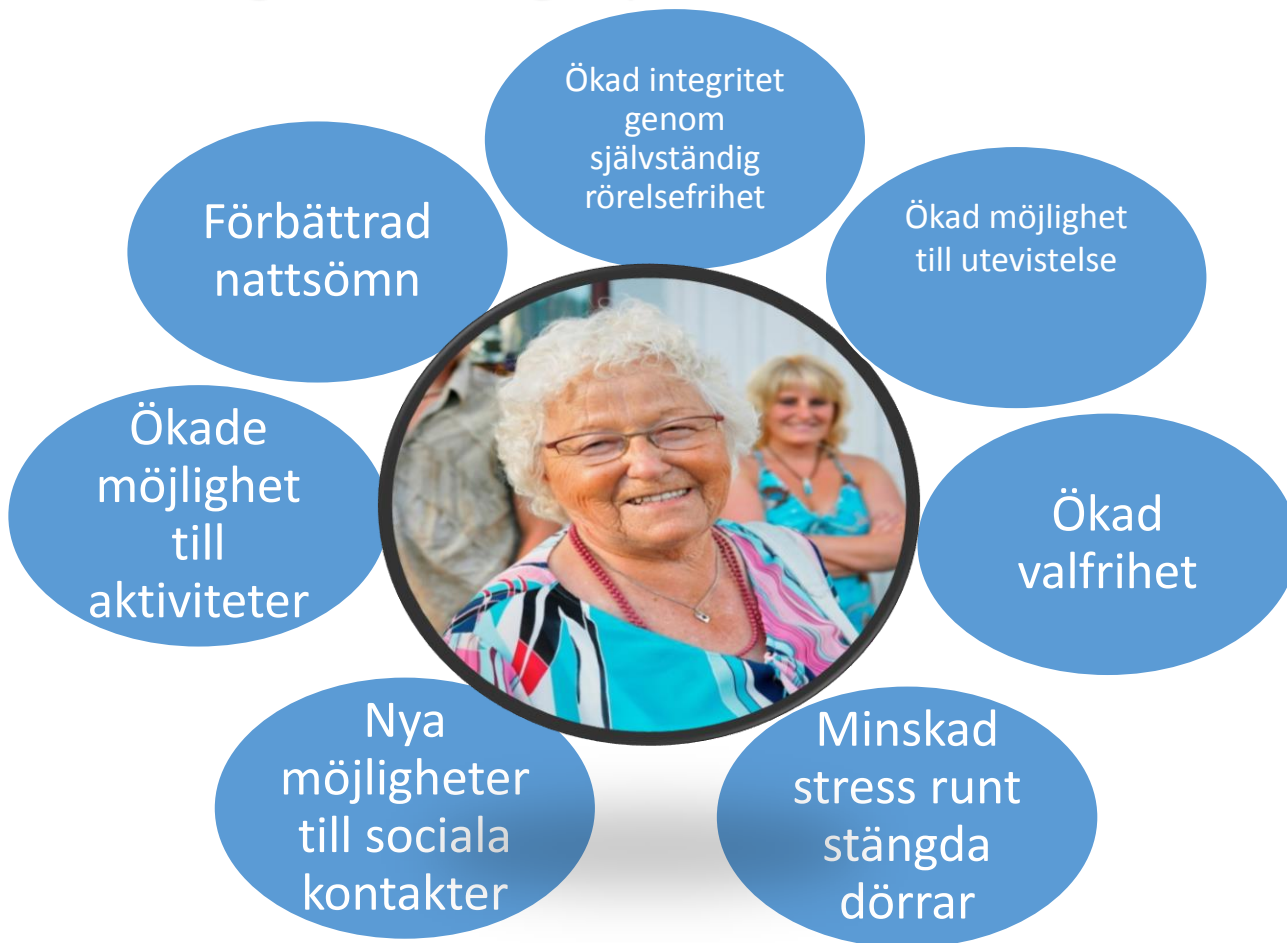 Ökad integritet
genom
självständig
rörelsefrihet
Ökad möjlighet
till utevistelse
Ökad
valfrihet
Minskad
stress runt
stängda
dörrar
Nya
möjligheter
till sociala
kontakter
Ökade
möjlighet
till
aktiviteter
Förbättrad
nattsömn